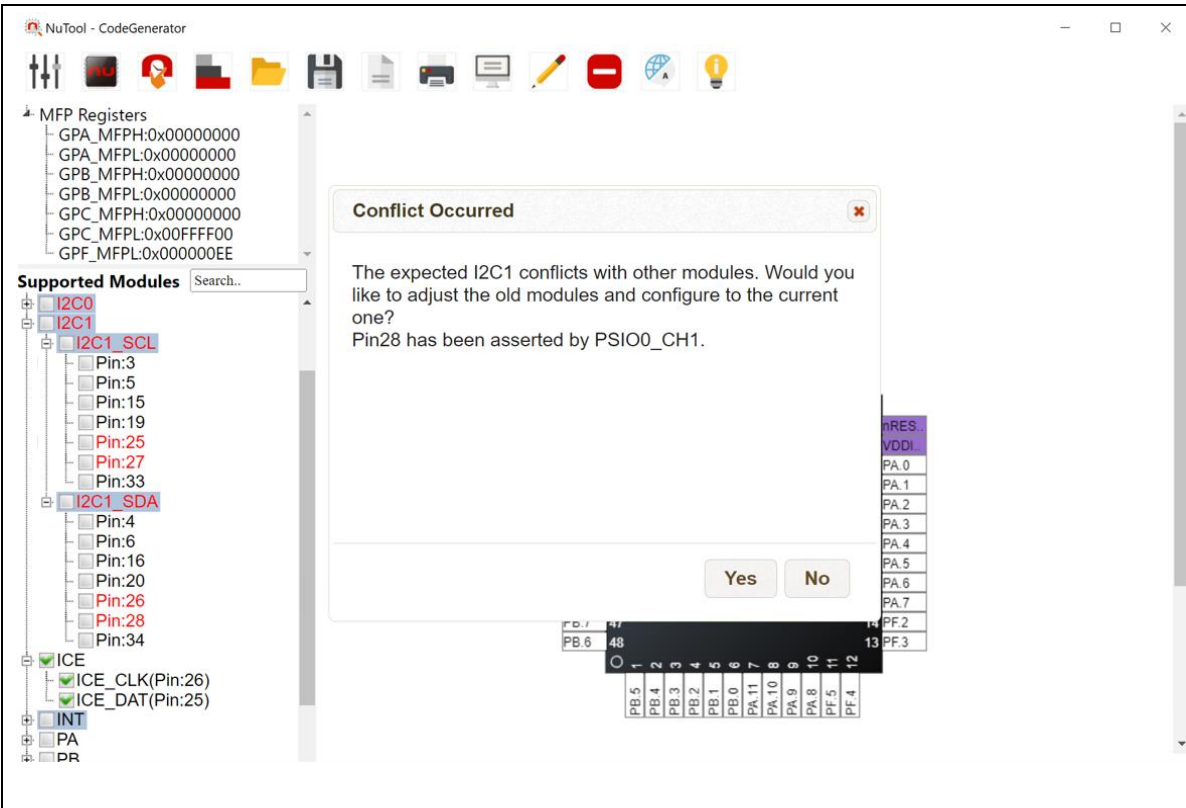 NuTool - CodeGenerator
MFP Registers
GPA_MFPH:0x00000000
GPA_MFPL:0x00000000
GPB_MFPH:0x00000000
GPB_MFPL:0x00000000
GPC_MFPH:0x00000000
GPC_MFPL:0x00FFFF00
GPF_MFPL:0x000000EE
Supported Modules Search..
I2C0
I2C1
I2C1_SCL
Pin:3
Pin:5
Pin:15
Pin:19
Pin:25
Pin:27
Pin:33
I2C1_SDA
Pin:4
Pin:6
Pin:16
Pin:20
Pin:26
Pin:28
Pin:34
ICE
ICE_CLK(Pin:26)
ICE_DAT(Pin:25)
INT
PA
PB
Conflict Occurred
The expected I2C1 conflicts with other modules. Would you
like to adjust the old modules and configure to the current
one?
Pin28 has been asserted by PSIO0_CH1.
Yes No
nRES..
VDDI..
PA.0
PA.1
PA.2
PA.3
PA.4
PA.5
PA.6
PA.7
PB.7 47 14 PF.2
PB.6 48 13 PF.3
1 2 3 4 5 6 7 8 9 10 11 12
PB.5 PB.4 PB.3 PB.2 PB.1 PB.0 PA.11 PA.10 PA.9 PA.8 PF.5 PF.4